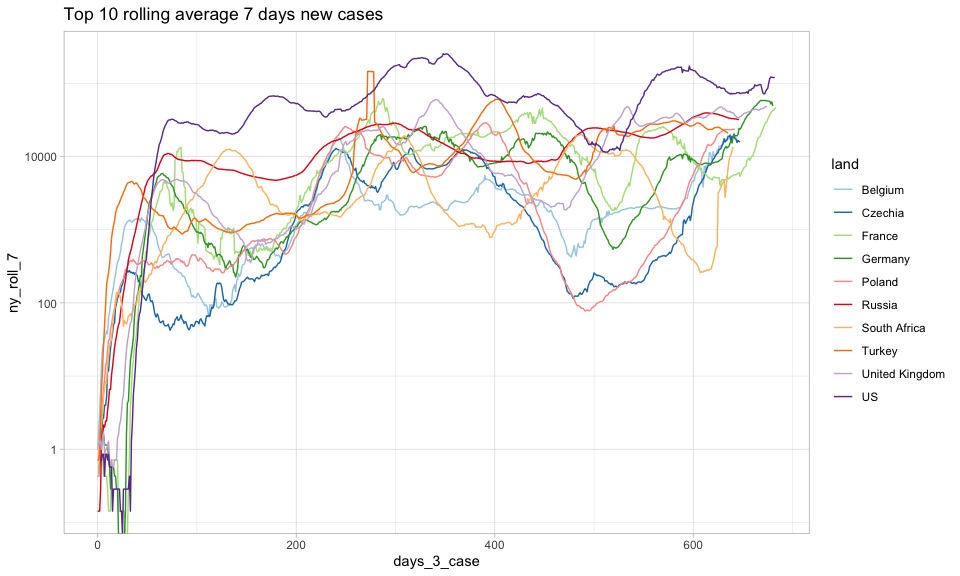 Top 10 rolling average 7 days new cases
ny_roll_7
10000
100
1
0
200
400
600
days_3_case
land
Belgium
Czechia
France
Germany
Poland
Russia
South Africa
Turkey
United Kingdom
US